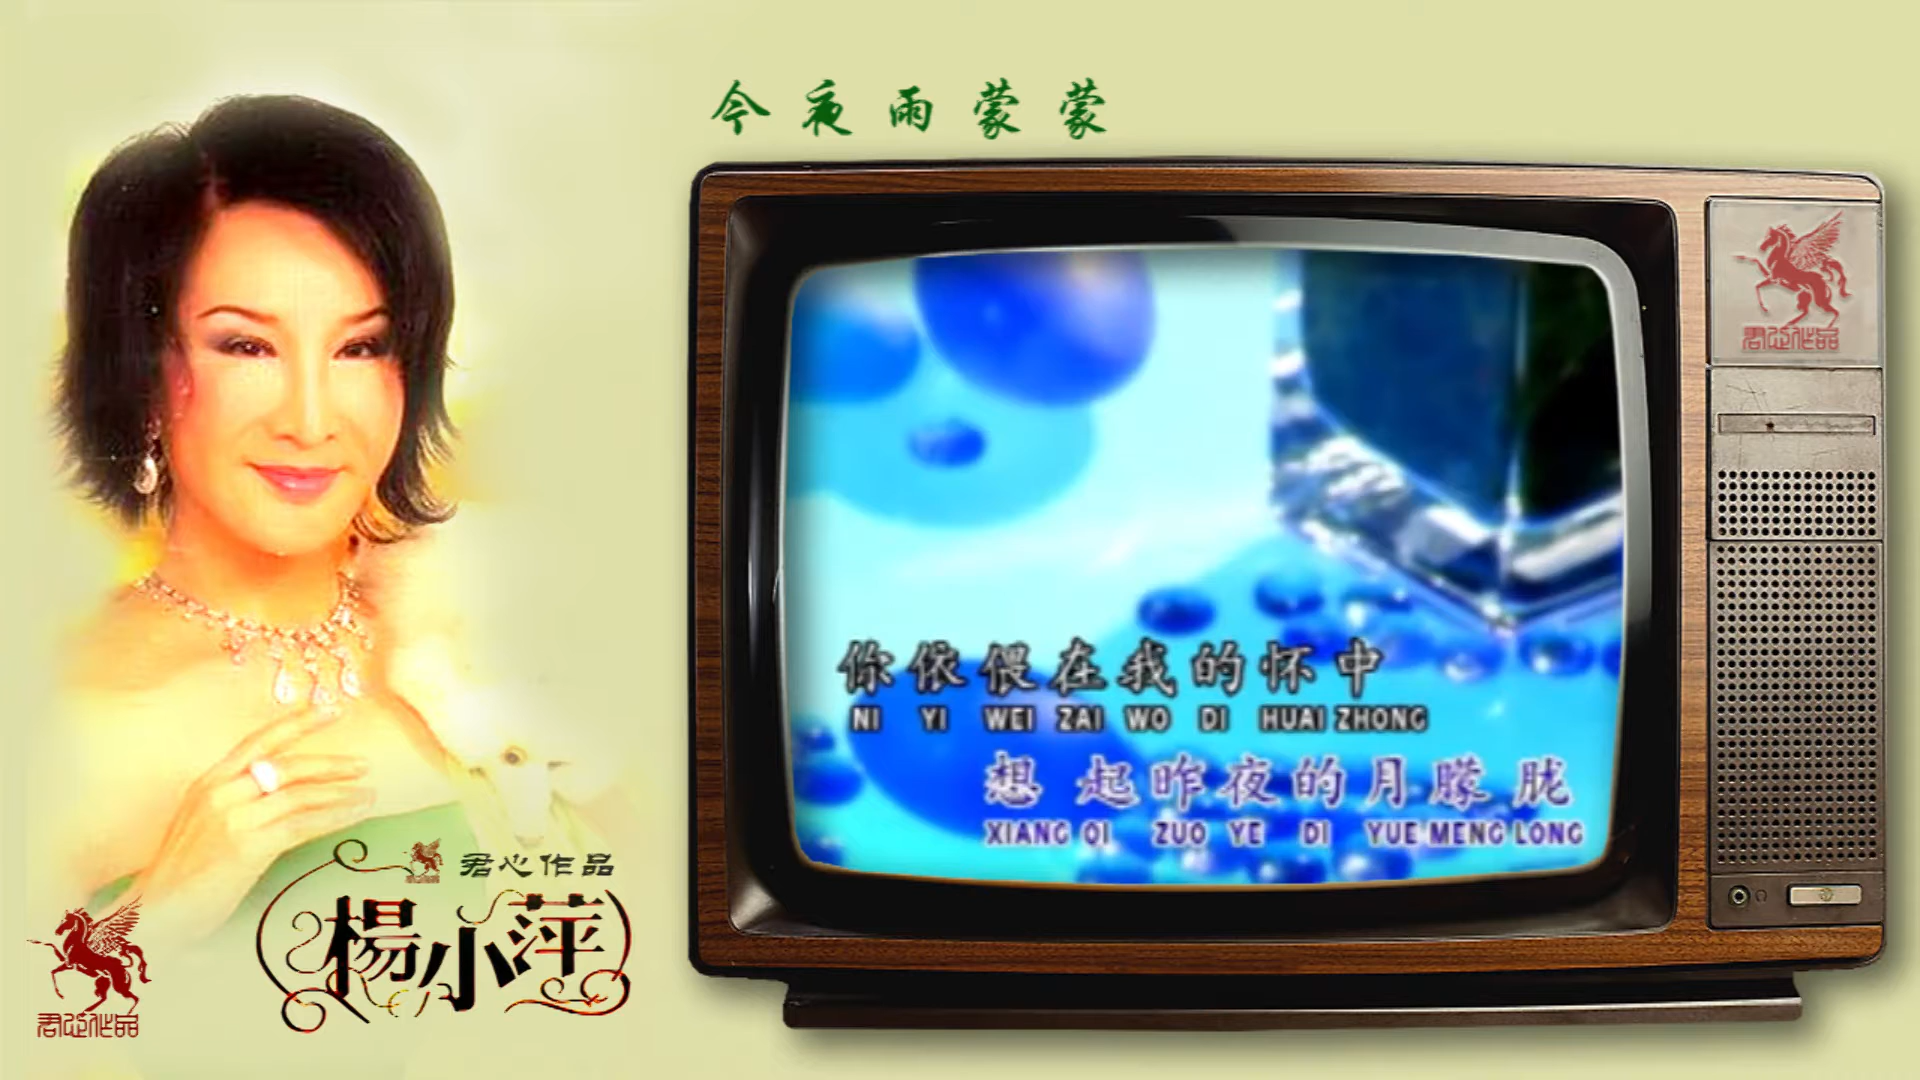 今夜雨蒙蒙
君心作品
你依偎在我的怀中
NI YI WEI ZAI WO DI HUAI ZHONG
想起昨夜的月朦胧
XIANG QI ZUO YE DI YUE MENG LONG
君心作品
楊小萍
君心作品